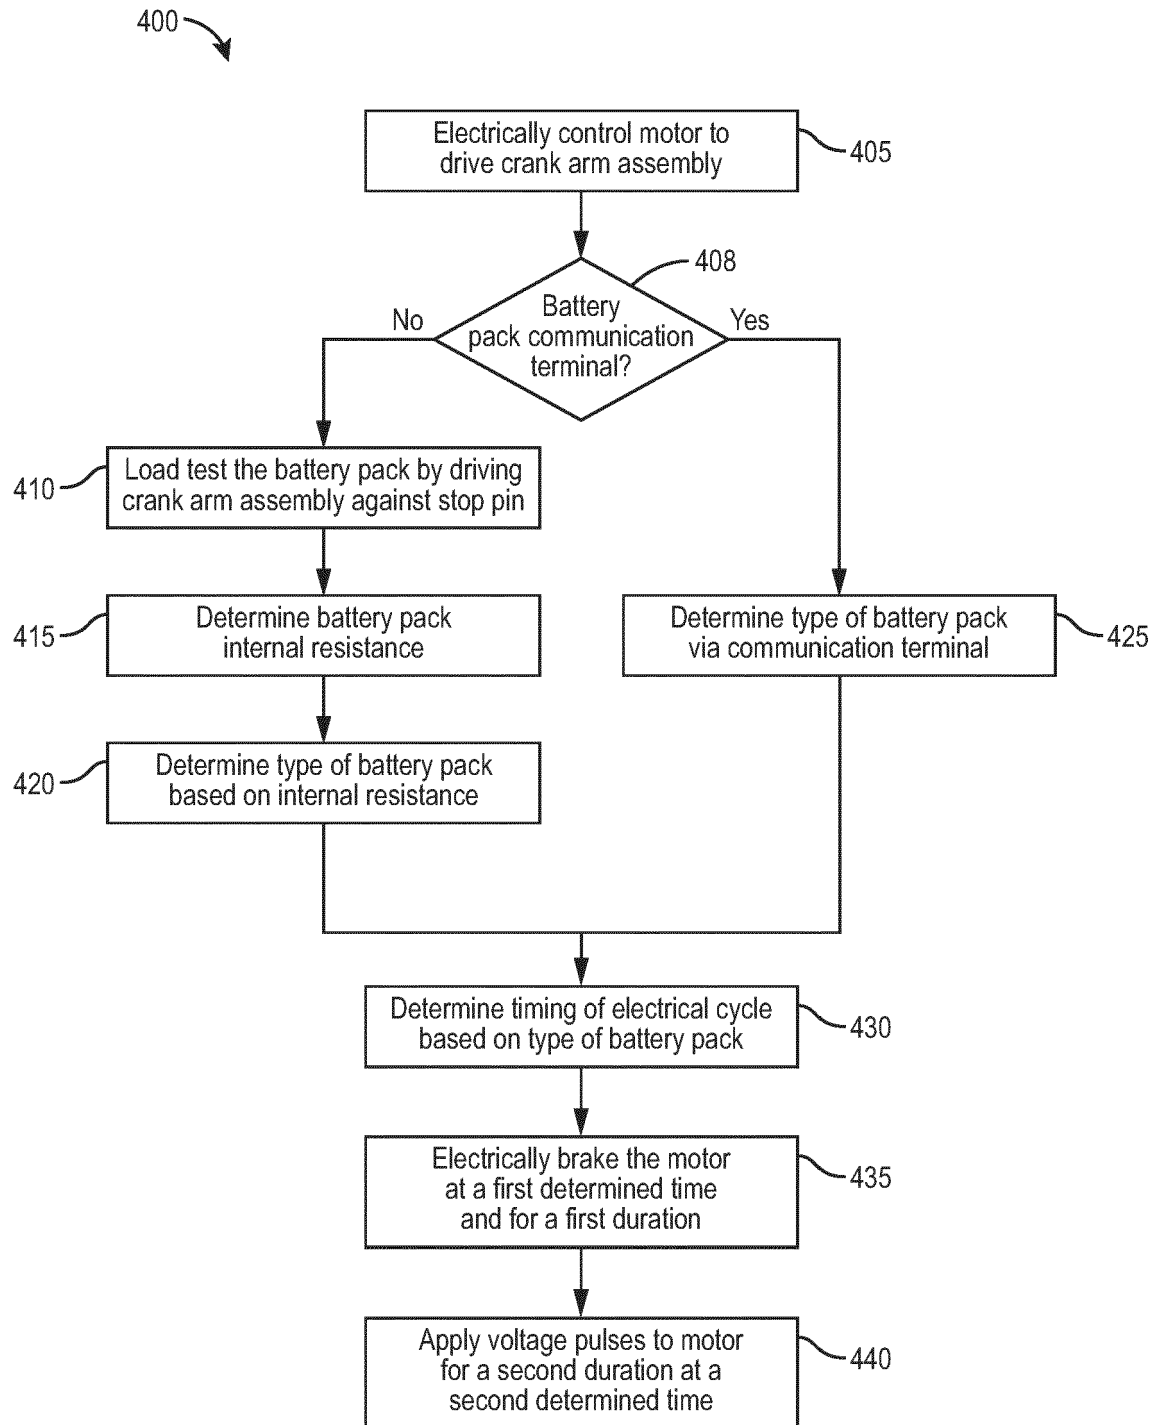 400
Electrically control motor to
drive crank arm assembly
405
408
Battery
pack communication
terminal?
No
Yes
410
Load test the battery pack by driving
crank arm assembly against stop pin
415
Determine battery pack
internal resistance
Determine type of battery pack
via communication terminal
425
420
Determine type of battery pack
based on internal resistance
Determine timing of electrical cycle
based on type of battery pack
430
Electrically brake the motor
at a first determined time
and for a first duration
435
Apply voltage pulses to motor
for a second duration at a
second determined time
440